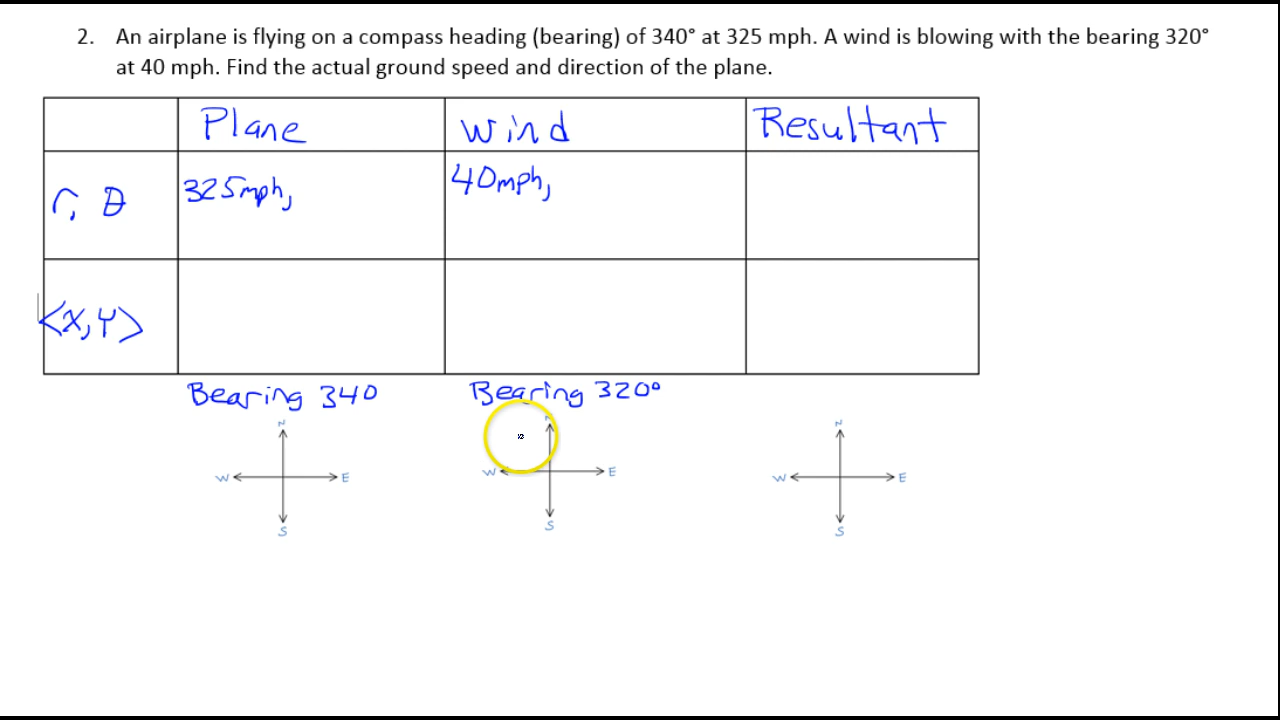 2. An airplane is flying on a compass heading (bearing) of 340° at 325 mph. A wind is blowing with the bearing 320°
at 40 mph. Find the actual ground speed and direction of the plane.
Plane Wind Resultant
r, θ 325mph, 40mph,
<X, Y>
Bearing 340 Bearing 320°
N N N
W E W E W E
S S S